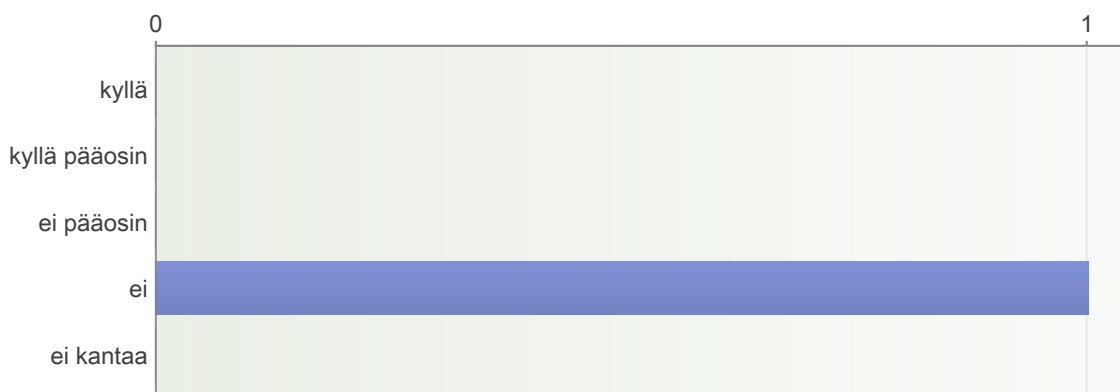 0 1
kyllä
kyllä pääosin
ei pääosin
ei
ei kantaa